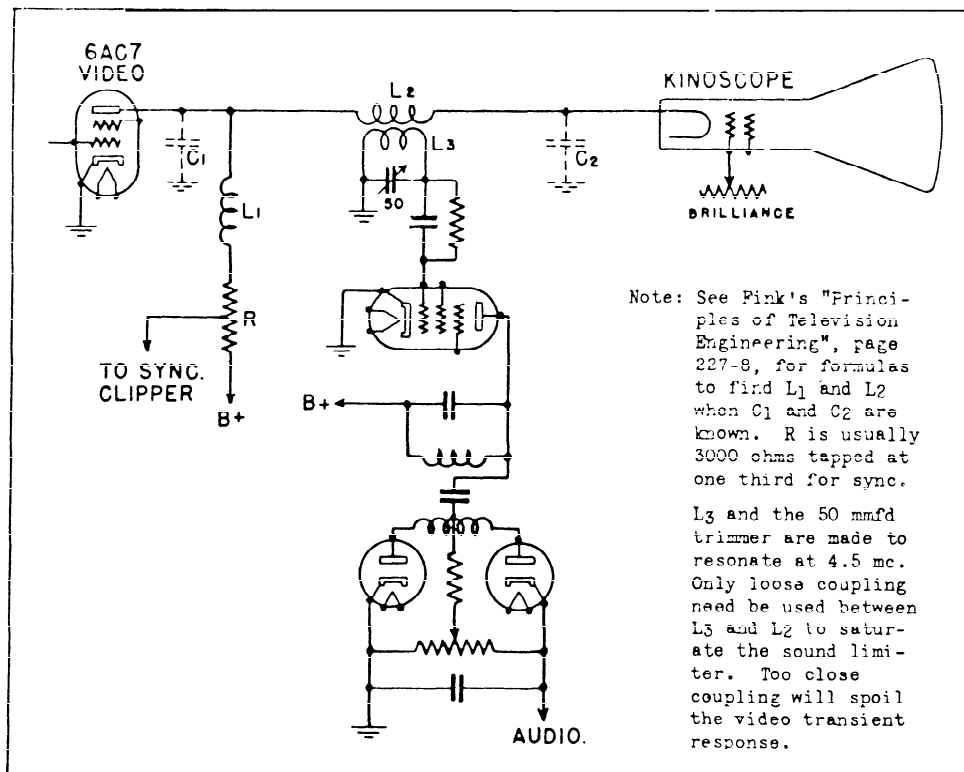 6AC7
VIDEO
L2
KINOSCOPE
C1
L3
C2
50
BRILLIANCE
L1
R
TO SYNC.
CLIPPER
B+
B+
AUDIO.
Note: See Fink's "Princi-
ples of Television
Engineering", page
227-8, for formulas
to find L1 and L2
when C1 and C2 are
known. R is usually
3000 ohms tapped at
one third for sync.
L3 and the 50 mmfd
trimmer are made to
resonate at 4.5 mc.
Only loose coupling
need be used between
L3 and L2 to satur-
ate the sound limi-
ter. Too close
coupling will spoil
the video transient
response.